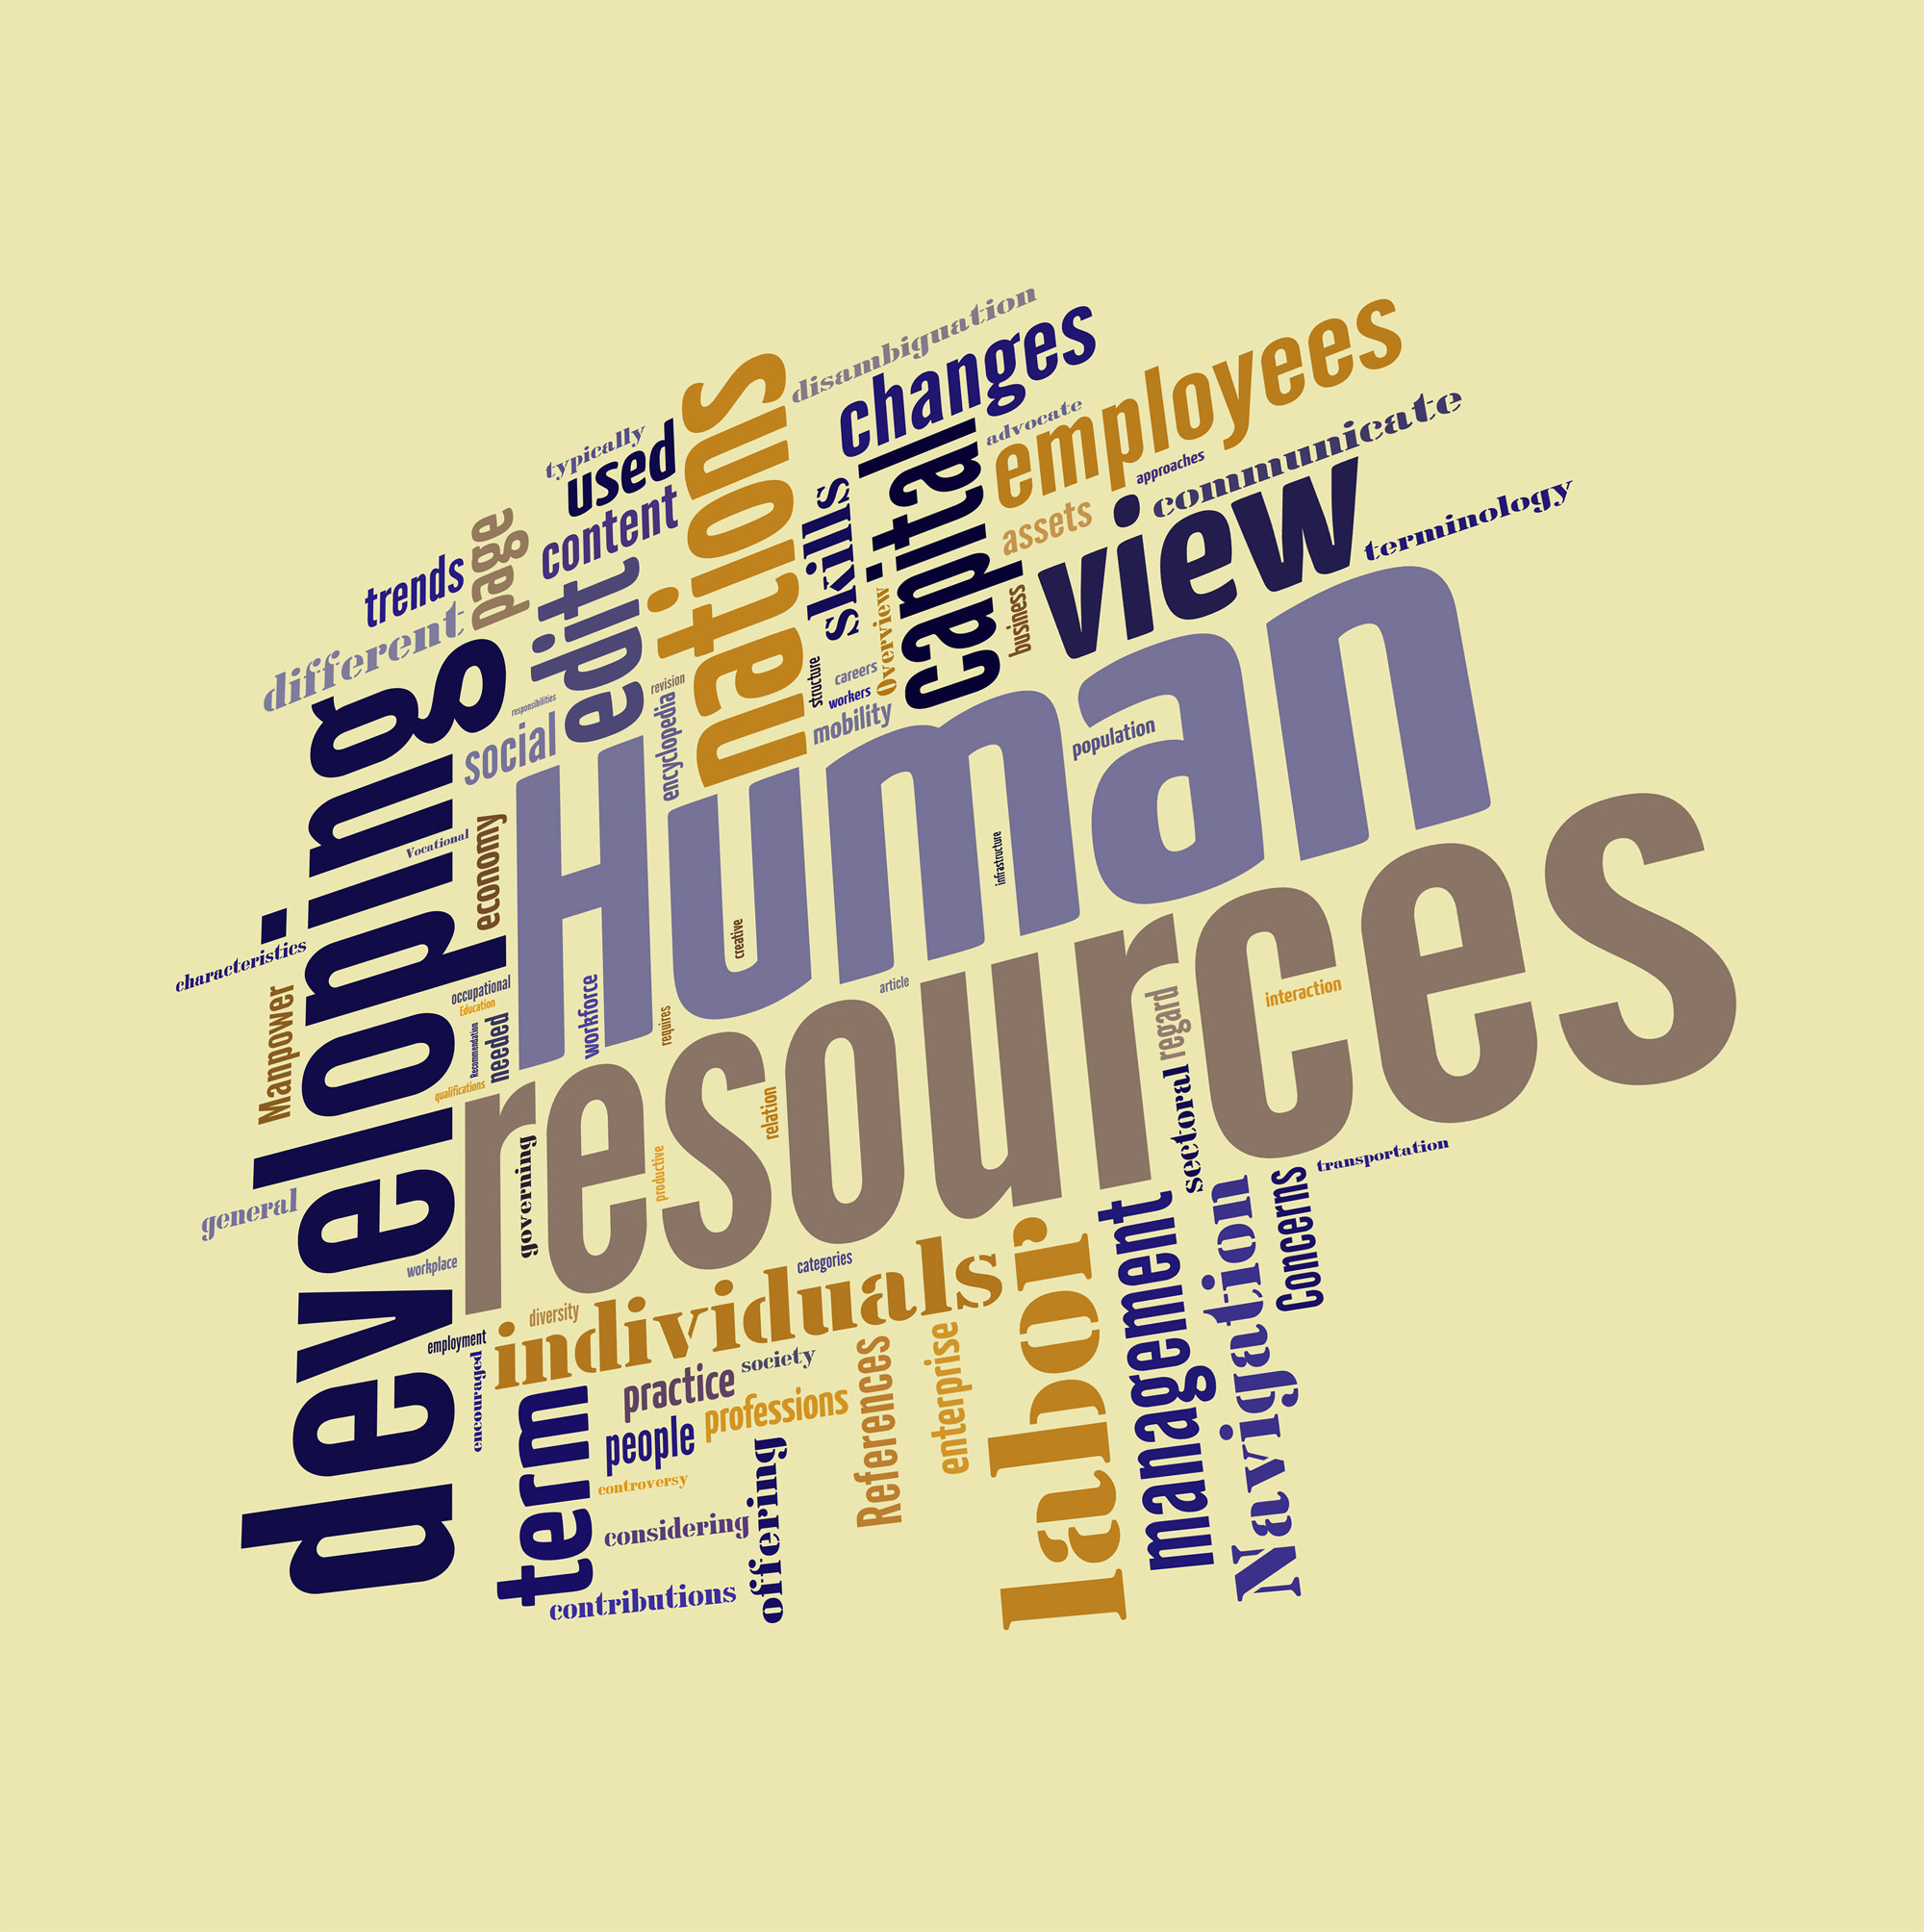 disambiguation
changes
employees
advocate
approaches
communicate
terminology
typically
used
content
nations
skills
capital
assets
view
business
trends
page
different
edit
Overview
structure
careers
workers
mobility
revision
encyclopedia
responsibilities
social
developing
Vocational
economy
Human
population
infrastructure
creative
characteristics
Manpower
occupational
Education
Recommendation
needed
qualifications
workforce
requires
article
resources
regard
interaction
relation
productive
governing
sectoral
transportation
general
workplace
categories
diversity
individuals
employment
encouraged
labor
management
Navigation
Concerns
term
practice
society
people
professions
References
enterprise
controversy
considering
offering
contributions